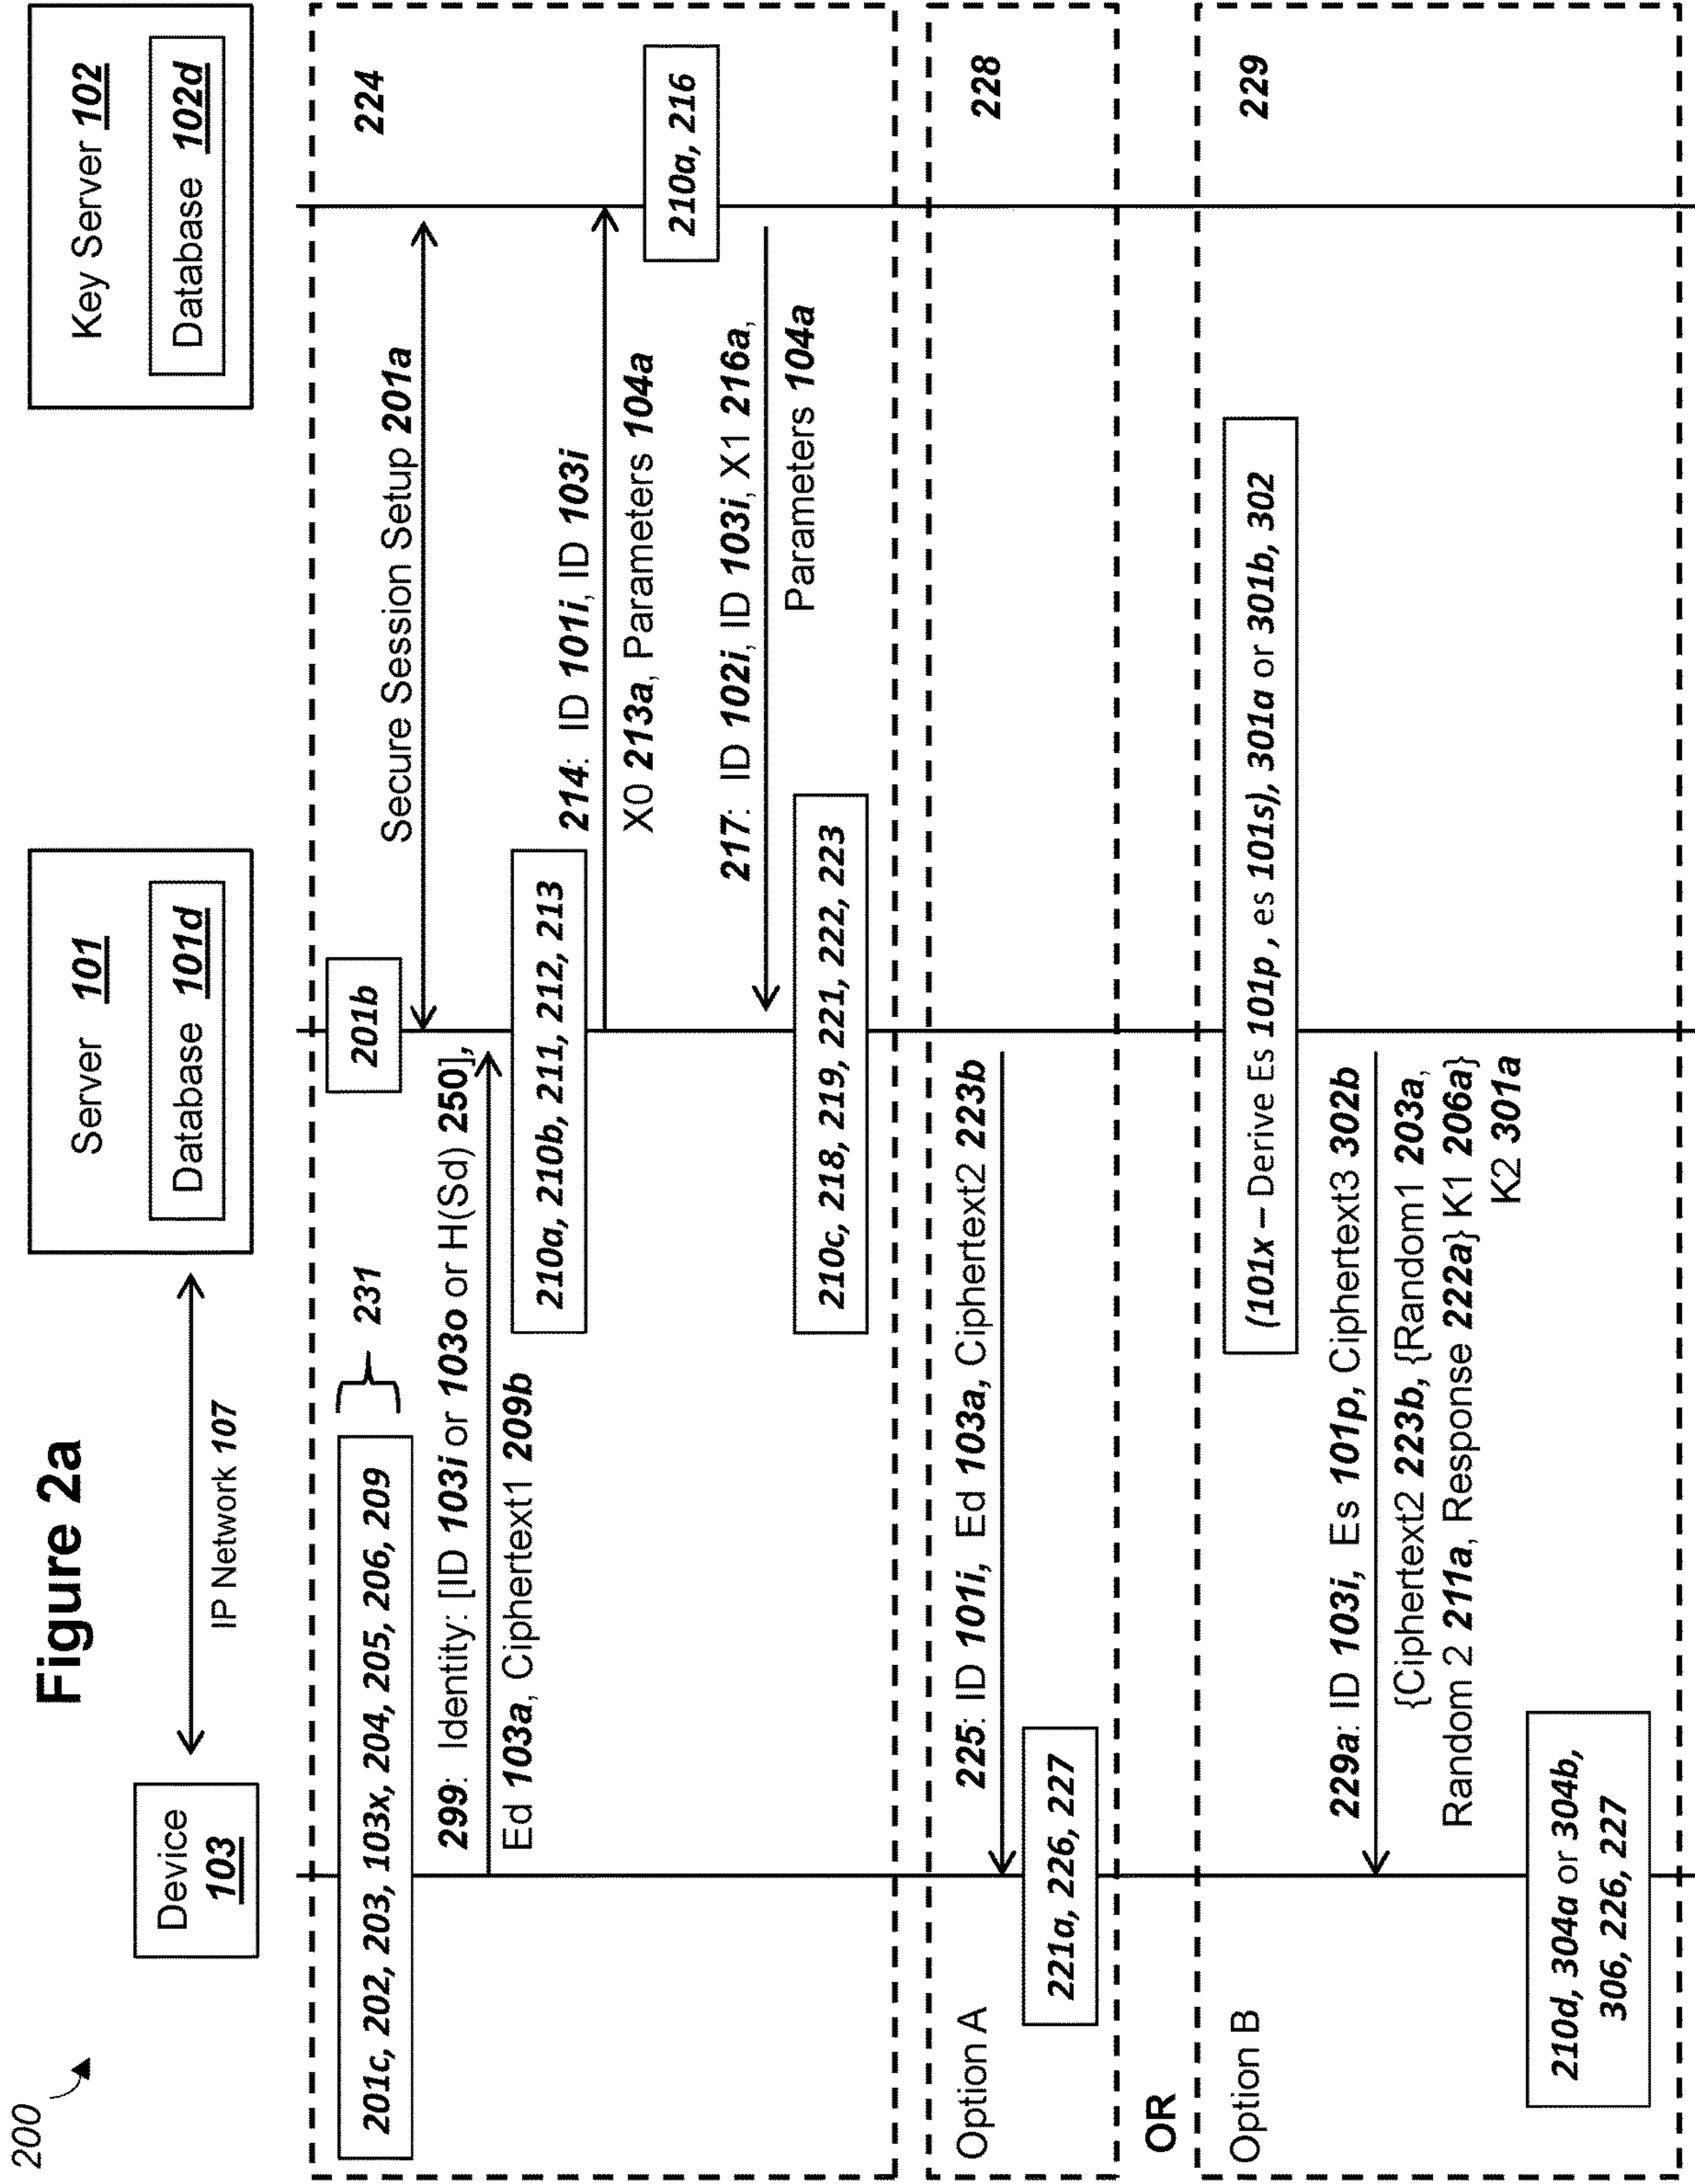 200
Figure 2a
Device
103
IP Network 107
Server 101
Database 101d
Key Server 102
Database 102d
224
201c, 202, 203, 103x, 204, 205, 206, 209
231
201b
Secure Session Setup 201a
299: Identity: [ID 103i or 103o or H(Sd) 250],
Ed 103a, Ciphertext1 209b
210a, 210b, 211, 212, 213
214: ID 101i, ID 103i
X0 213a, Parameters 104a
210a, 216
217: ID 102i, ID 103i, X1 216a,
Parameters 104a
210c, 218, 219, 221, 222, 223
Option A
228
225: ID 101i, Ed 103a, Ciphertext2 223b
221a, 226, 227
OR
Option B
229
(101x – Derive Es 101p , es 101s), 301a or 301b, 302
229a: ID 103i, Es 101p, Ciphertext3 302b
{Ciphertext2 223b, {Random1 203a,
Random 2 211a, Response 222a} K1 206a}
K2 301a
210d, 304a or 304b,
306, 226, 227